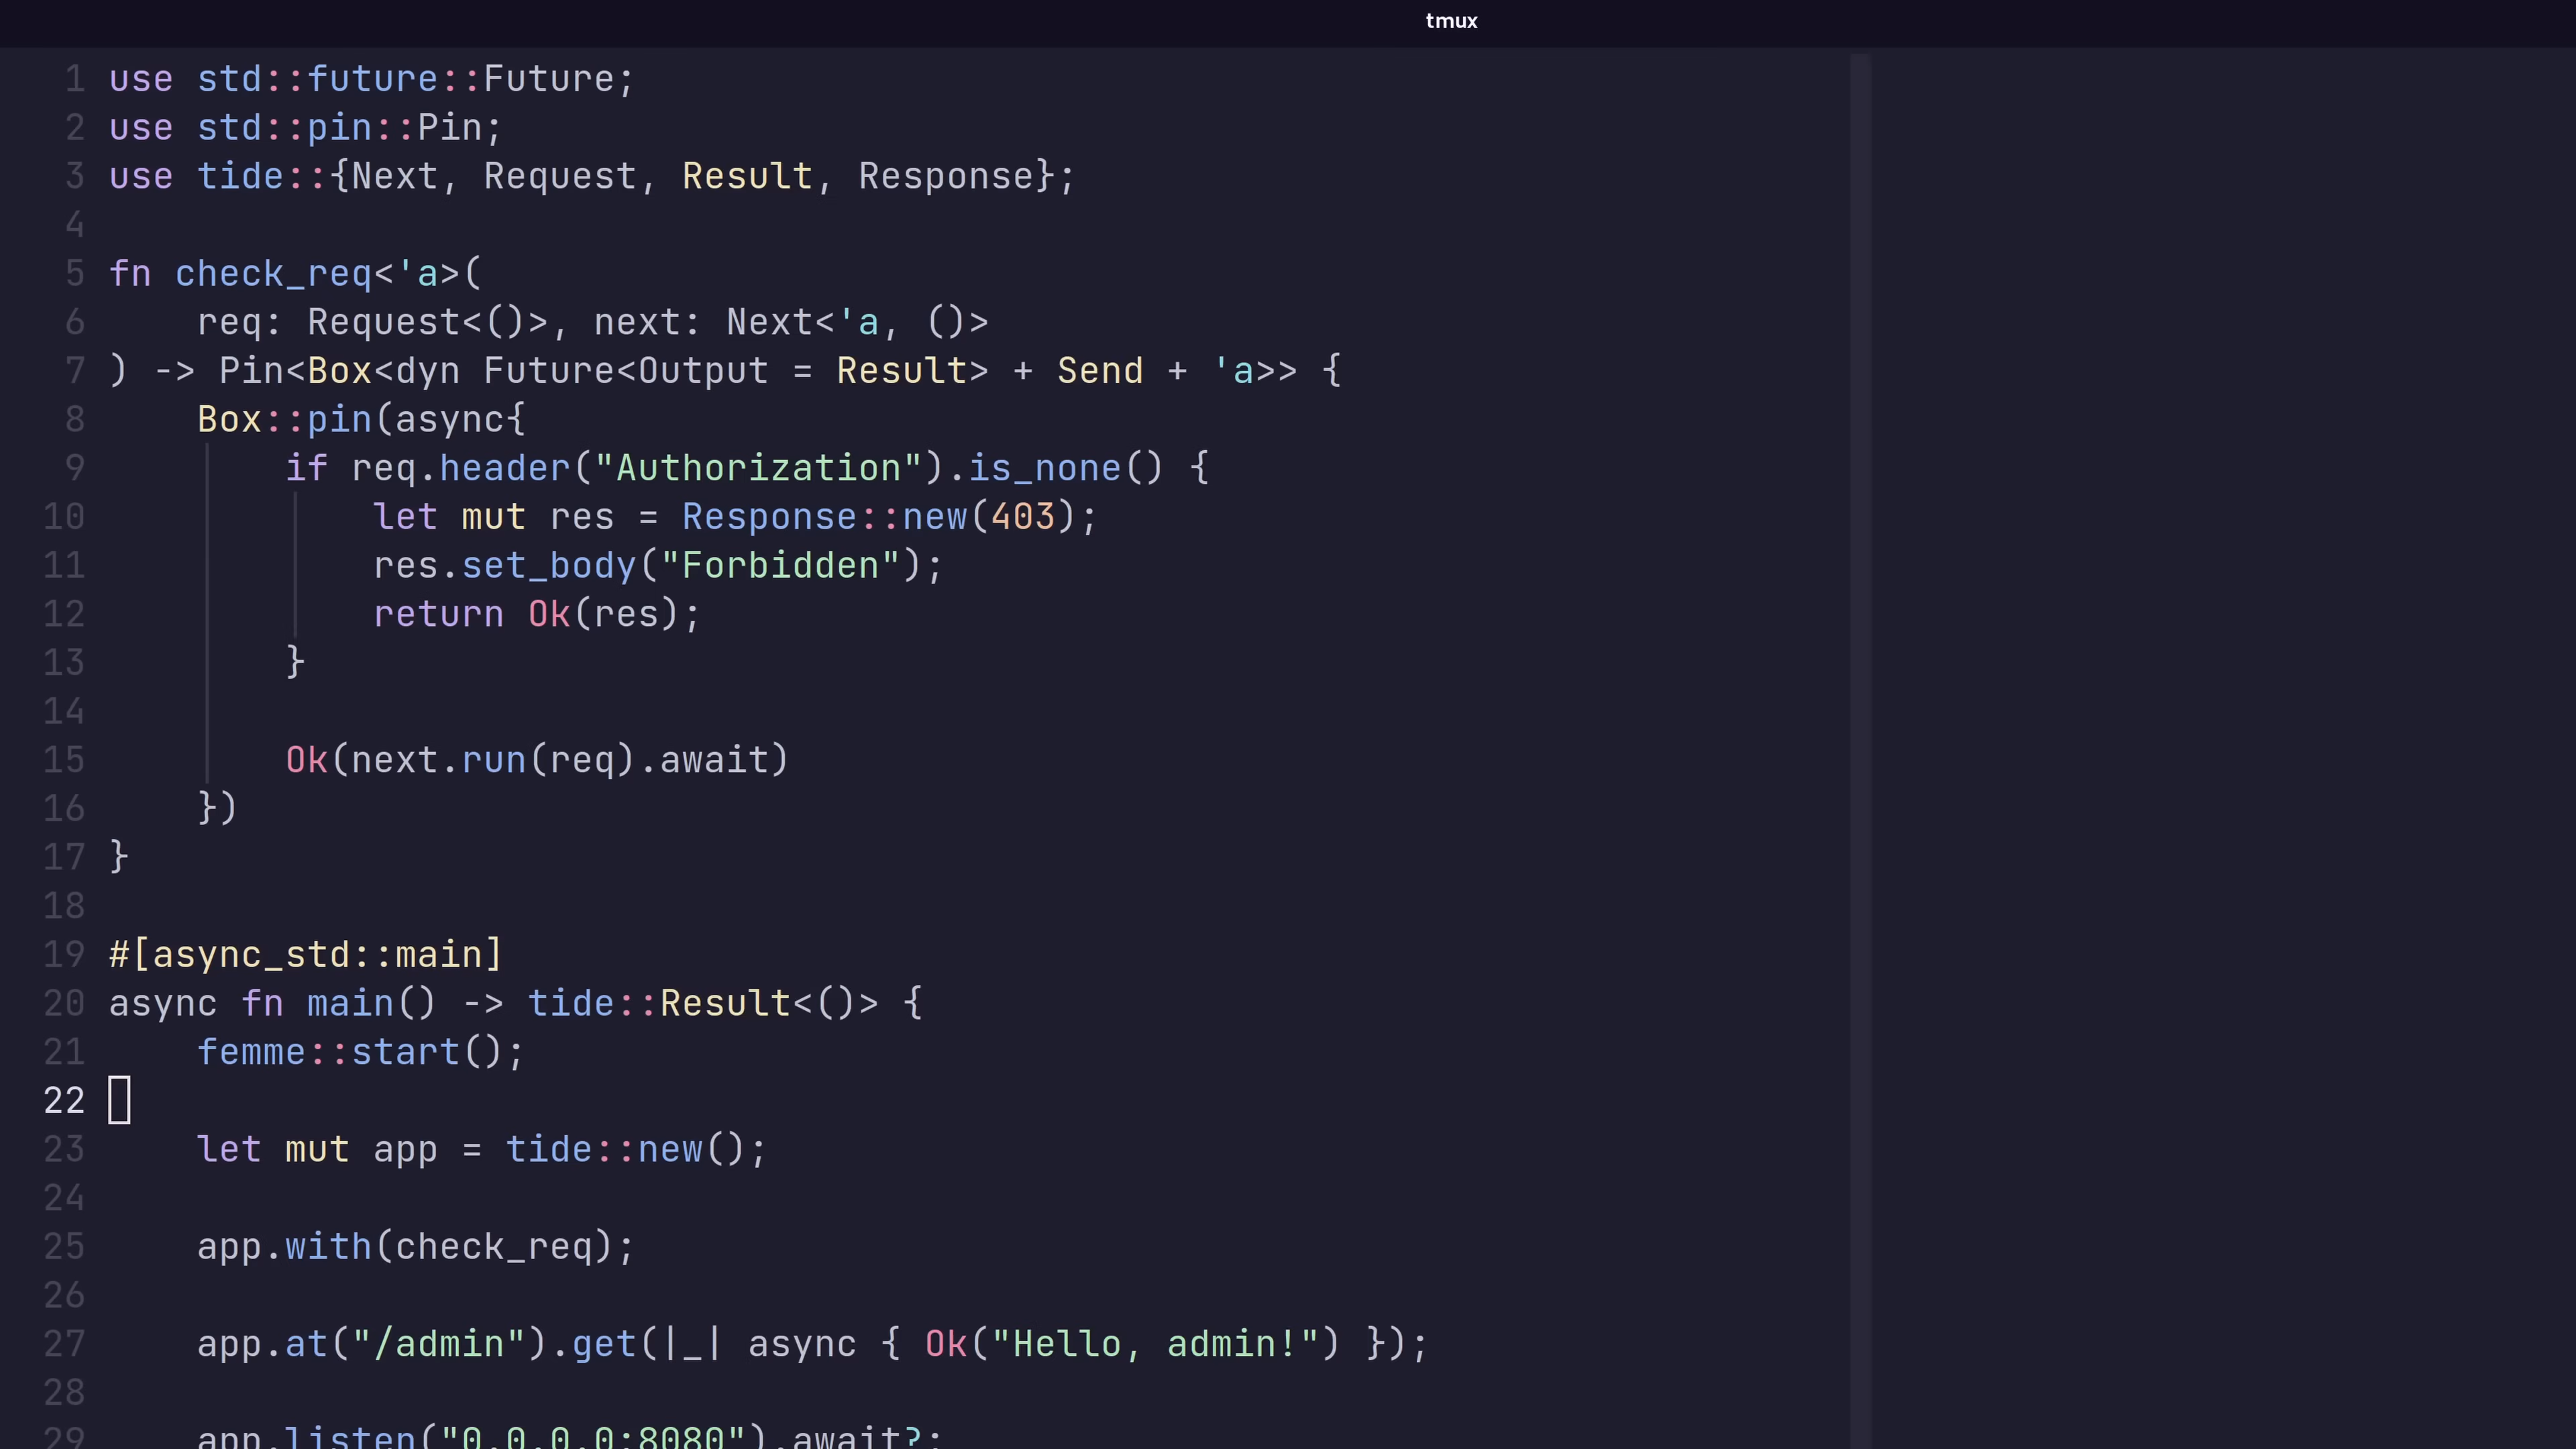 tmux
1 use std::future::Future;
2 use std::pin::Pin;
3 use tide::{Next, Request, Result, Response};
4
5 fn check_req<'a>(
6     req: Request<()>, next: Next<'a, ()>
7 ) -> Pin<Box<dyn Future<Output = Result> + Send + 'a>> {
8     Box::pin(async{
9         if req.header("Authorization").is_none() {
10             let mut res = Response::new(403);
11             res.set_body("Forbidden");
12             return Ok(res);
13         }
14
15         Ok(next.run(req).await)
16     })
17 }
18
19 #[async_std::main]
20 async fn main() -> tide::Result<()> {
21     femme::start();
22
23     let mut app = tide::new();
24
25     app.with(check_req);
26
27     app.at("/admin").get(|_| async { Ok("Hello, admin!") });
28
29     app.listen("0.0.0.0:8080").await?;